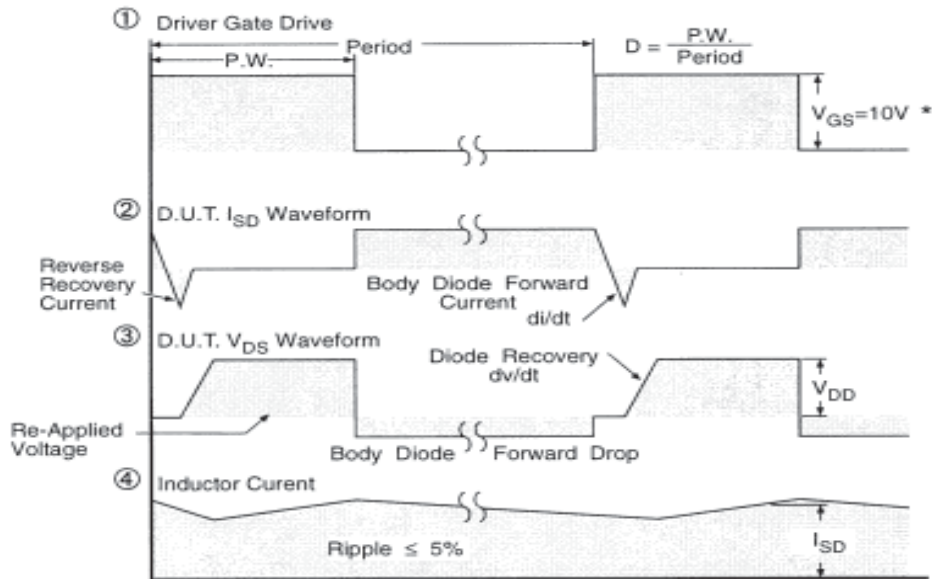 ① Driver Gate Drive
Period
P.W.
D = P.W.
Period
VGS=10V *
② D.U.T. ISD Waveform
Reverse
Recovery
Current
Body Diode Forward
Current
di/dt
③ D.U.T. VDS Waveform
Diode Recovery
dv/dt
VDD
Re-Applied
Voltage
Body Diode Forward Drop
④ Inductor Curent
Ripple ≤ 5%
ISD